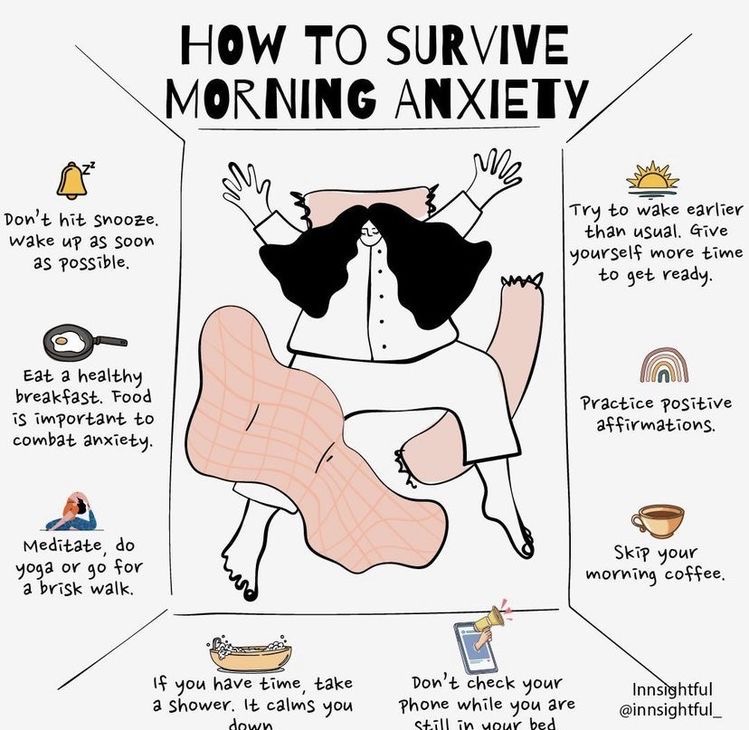 HOW TO SURVIVE
MORNING ANXIETY
zz
Don't hit snooze.
Wake up as soon
as possible.
Try to wake earlier
than usual. Give
yourself more time
to get ready.
Eat a healthy
breakfast. Food
is important to
combat anxiety.
Practice positive
affirmations.
Meditate, do
yoga or go for
a brisk walk.
Skip your
morning coffee.
If you have time, take
a shower. It calms you
down
Don't check your
phone while you are
still in your bed
Innsightful
@innsightful_